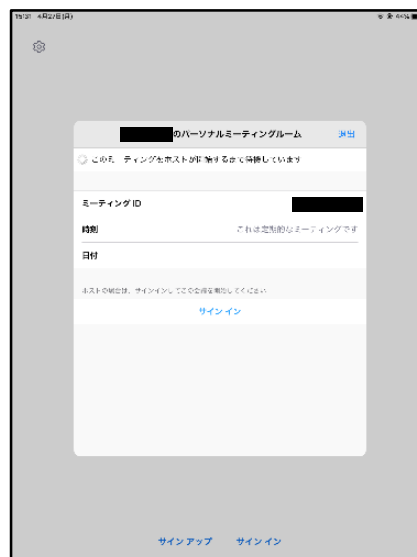 15:31 4月27日(月)
64%
のパーソナルミーティングルーム 退出
このミーティングをホストが開始するまで待機しています
ミーティング ID
時刻 これは定期的なミーティングです
日付
ホストの場合は、サインインしてこの会議を開始してください
サイン イン
サイン アップ サイン イン